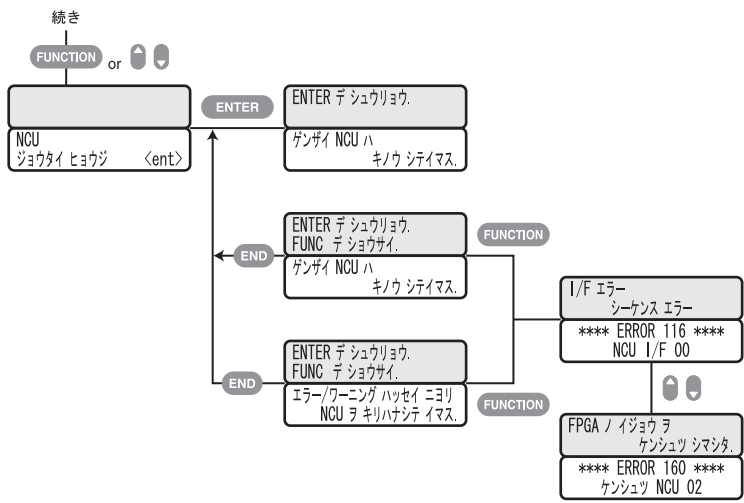 続き
FUNCTION or
NCU
ジョウタイ ヒョウジ <ent>
ENTER
ENTER デ シュウリョウ.
ゲンザイ NCU ハ
キノウ シテイマス.
ENTER デ シュウリョウ.
FUNC デ ショウサイ.
ゲンザイ NCU ハ
キノウ シテイマス.
FUNCTION
END
ENTER デ シュウリョウ.
FUNC デ ショウサイ.
エラー/ワーニング ハッセイ ニヨリ
NCU ヲ キリハナシテ イマス.
END
FUNCTION
I/F エラー
シーケンス エラー
**** ERROR 116 ****
NCU I/F 00
FPGA ノ イジョウ ヲ
ケンシュツ シマシタ.
**** ERROR 160 ****
ケンシュツ NCU 02